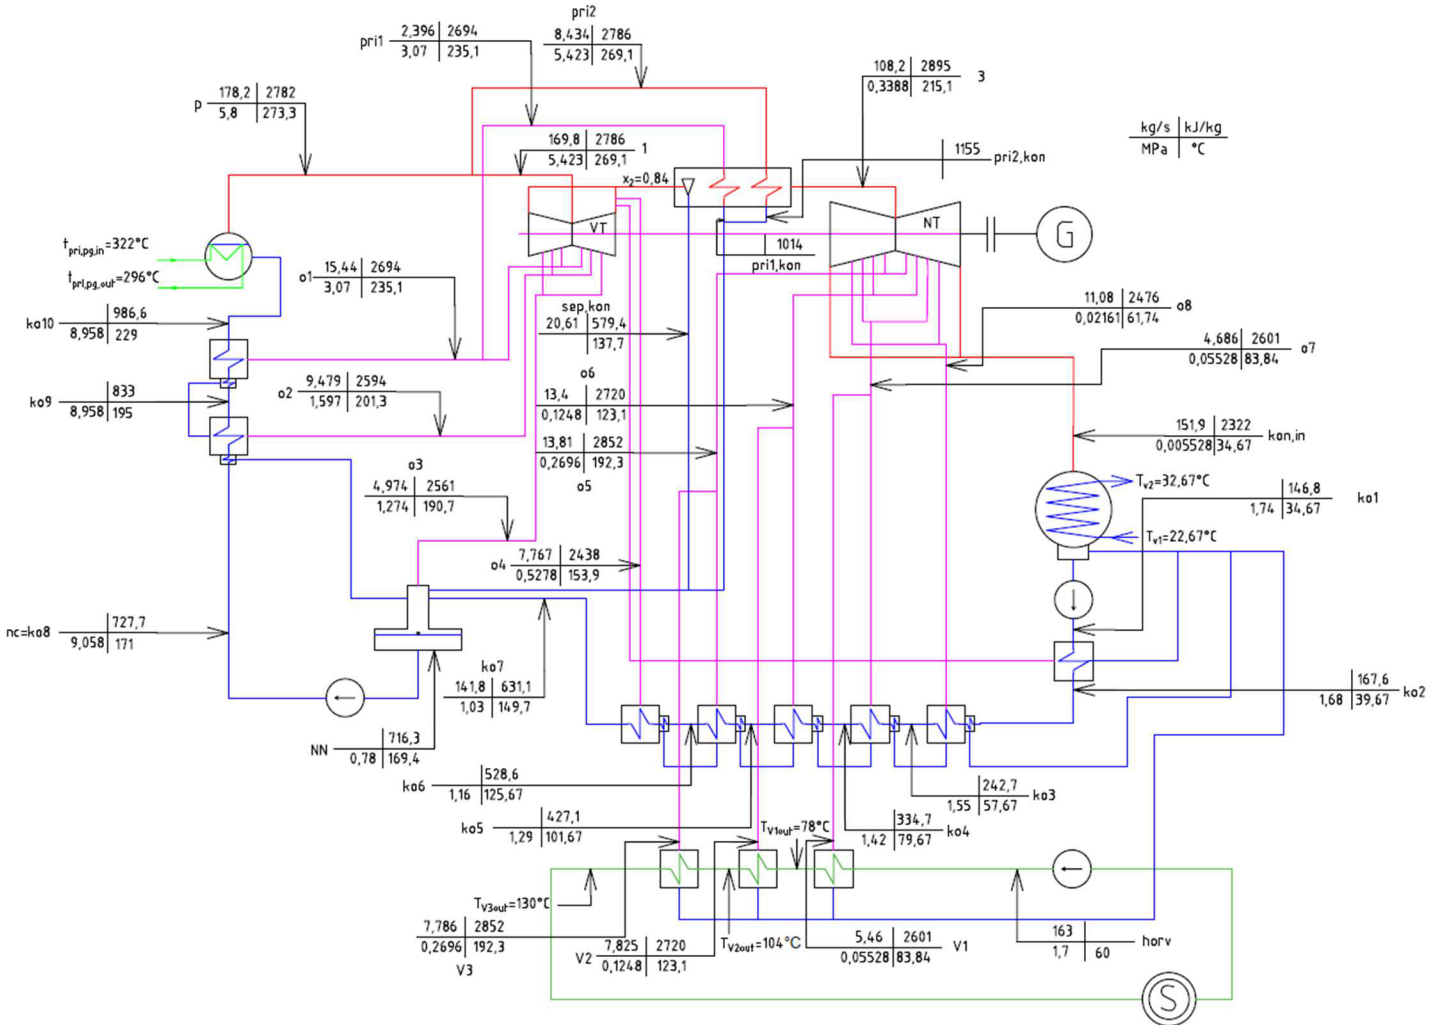 pri2
pri1 2,396 2694
3,07 235,1
8,434 2786
5,423 269,1
108,2 2895
0,3388 215,1
3
p 178,2 2782
5,8 273,3
169,8 2786
5,423 269,1
1
kg/s kJ/kg
MPa °C
1155
pri2,kon
x₂=0,84
VT
NT
G
1014
pri1,kon
t pri,pg,in =322°C
t pri,pg,out =296°C
o1 15,44 2694
3,07 235,1
sep,kon
20,61 579,4
137,7
11,08 2476
0,02161 61,74
o8
ko10 986,6
8,958 229
4,686 2601
0,05528 83,84
o7
ko9 833
8,958 195
o2 9,479 2594
1,597 201,3
o6
13,4 2720
0,1248 123,1
13,81 2852
0,2696 192,3
o5
151,9 2322
0,005528 34,67
kon,in
o3
4,974 2561
1,274 190,7
Tv2=32,67°C
146,8
1,74 34,67
ko1
Tv1=22,67°C
o4 7,767 2438
0,5278 153,9
nc=ko8 727,7
9,058 171
ko7
141,8 631,1
1,03 149,7
167,6
1,68 39,67
ko2
NN 716,3
0,78 169,4
ko6 528,6
1,16 125,67
242,7
1,55 57,67
ko3
ko5 427,1
1,29 101,67
334,7
1,42 79,67
ko4
TV1out=78°C
TV3out=130°C
TV2out=104°C
7,786 2852
0,2696 192,3
V3
V2 7,825 2720
0,1248 123,1
5,46 2601
0,05528 83,84
V1
163
1,7 60
horv
S